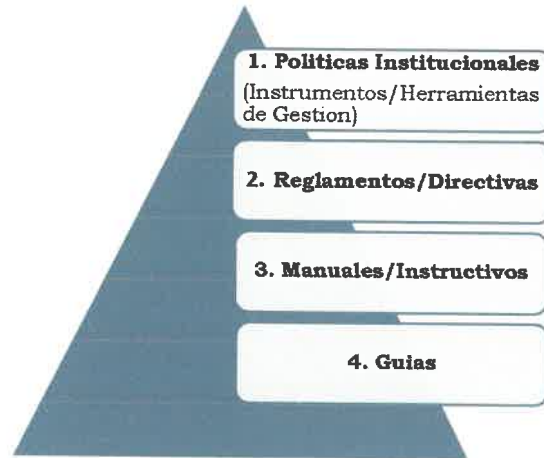 1. Politicas Institucionales
(Instrumentos/Herramientas
de Gestion)
2. Reglamentos/Directivas
3. Manuales/Instructivos
4. Guias